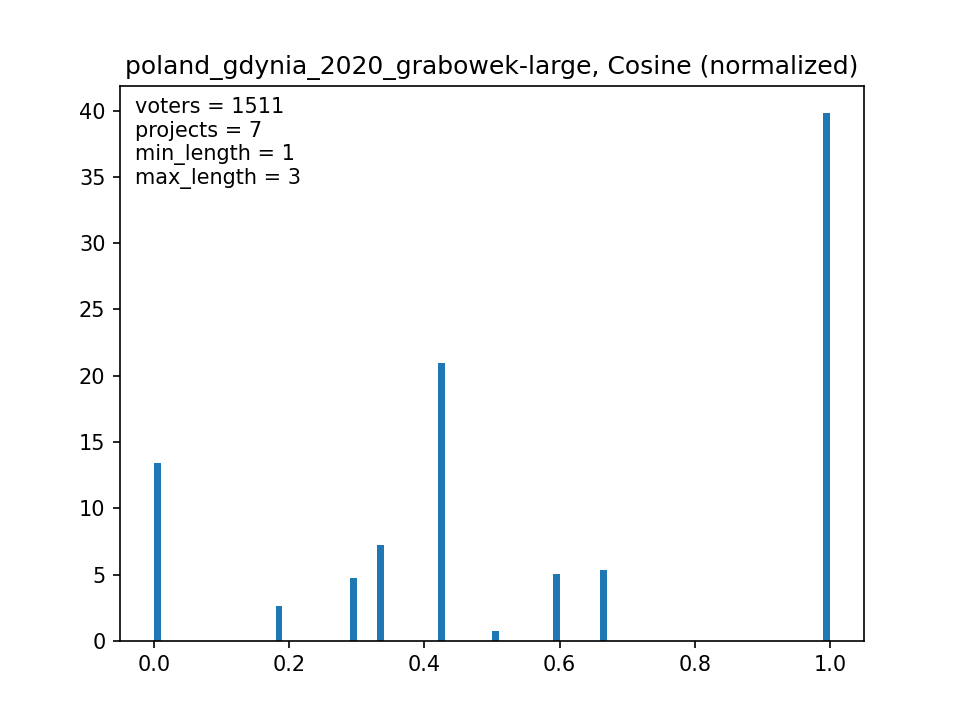 poland_gdynia_2020_grabowek-large, Cosine (normalized)
voters = 1511
projects = 7
min_length = 1
max_length = 3
40
35
30
25
20
15
10
5
0
0.0 0.2 0.4 0.6 0.8 1.0